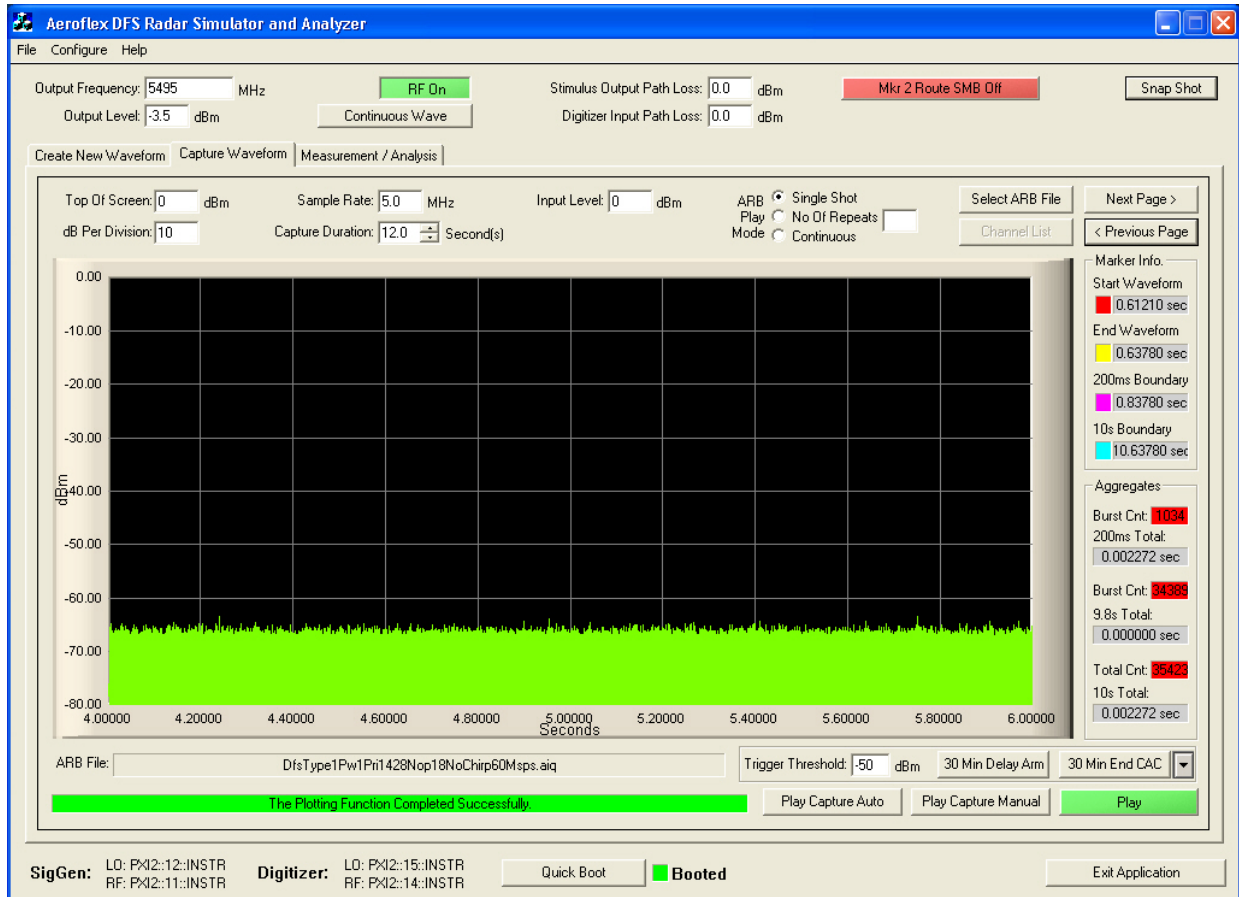 Aeroflex DFS Radar Simulator and Analyzer
File Configure Help
Output Frequency: 5495 MHz
RF On
Stimulus Output Path Loss: 0.0 dBm
Mkr 2 Route SMB Off
Snap Shot
Output Level: -3.5 dBm
Continuous Wave
Digitizer Input Path Loss: 0.0 dBm
Create New Waveform
Capture Waveform
Measurement / Analysis
Top Of Screen: 0 dBm
Sample Rate: 5.0 MHz
Input Level: 0 dBm
ARB Play Mode
Single Shot
No Of Repeats
Continuous
Select ARB File
Next Page >
dB Per Division: 10
Capture Duration: 12.0 Second(s)
Channel List
< Previous Page
0.00
-10.00
-20.00
-30.00
-40.00
-50.00
-60.00
-70.00
-80.00
dBm
4.00000 4.20000 4.40000 4.60000 4.80000 5.00000 5.20000 5.40000 5.60000 5.80000 6.00000
Seconds
Marker Info.
Start Waveform
0.61210 sec
End Waveform
0.63780 sec
200ms Boundary
0.83780 sec
10s Boundary
10.63780 sec
Aggregates
Burst Cnt: 1034
200ms Total:
0.002272 sec
Burst Cnt: 34389
9.8s Total:
0.000000 sec
Total Cnt: 35423
10s Total:
0.002272 sec
ARB File: DfsType1Pw1Pri1428Nop18NoChirp60Msps.aiq
Trigger Threshold: -50 dBm
30 Min Delay Arm
30 Min End CAC
The Plotting Function Completed Successfully.
Play Capture Auto
Play Capture Manual
Play
SigGen: LO: PXI2::12::INSTR
RF: PXI2::11::INSTR
Digitizer: LO: PXI2::15::INSTR
RF: PXI2::14::INSTR
Quick Boot
Booted
Exit Application